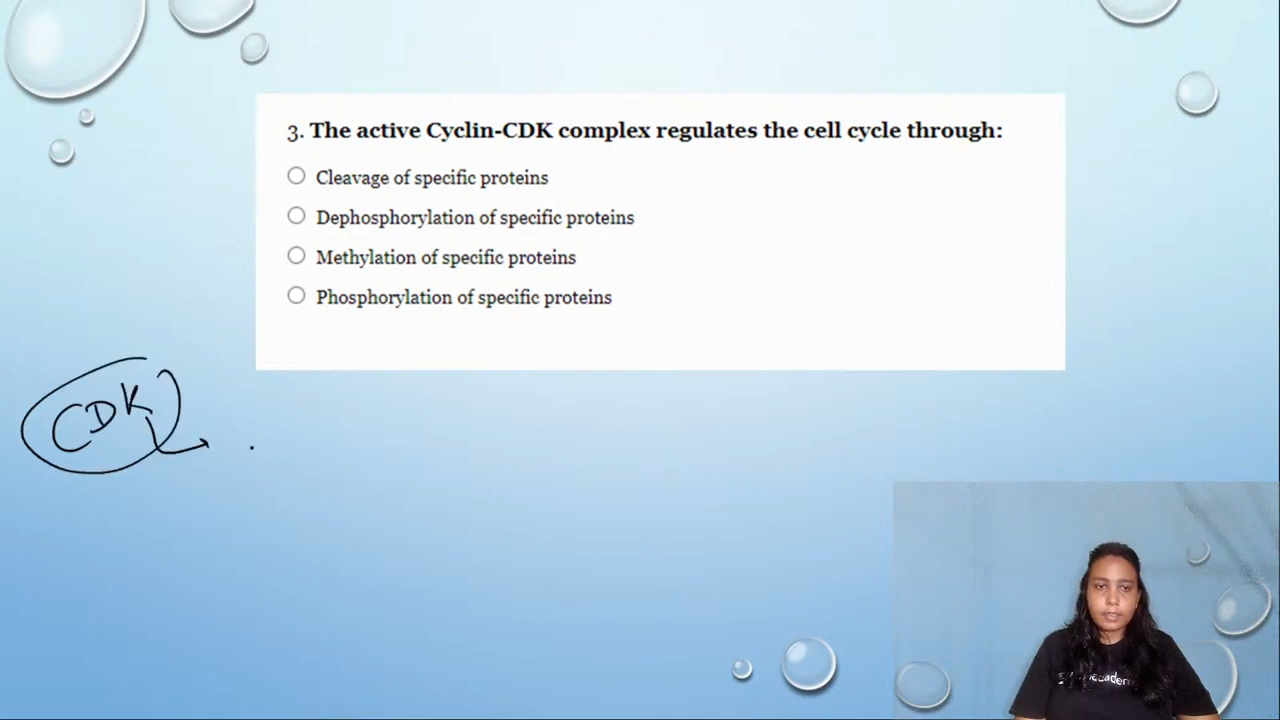 3. The active Cyclin-CDK complex regulates the cell cycle through:
Cleavage of specific proteins
Dephosphorylation of specific proteins
Methylation of specific proteins
Phosphorylation of specific proteins
CDK